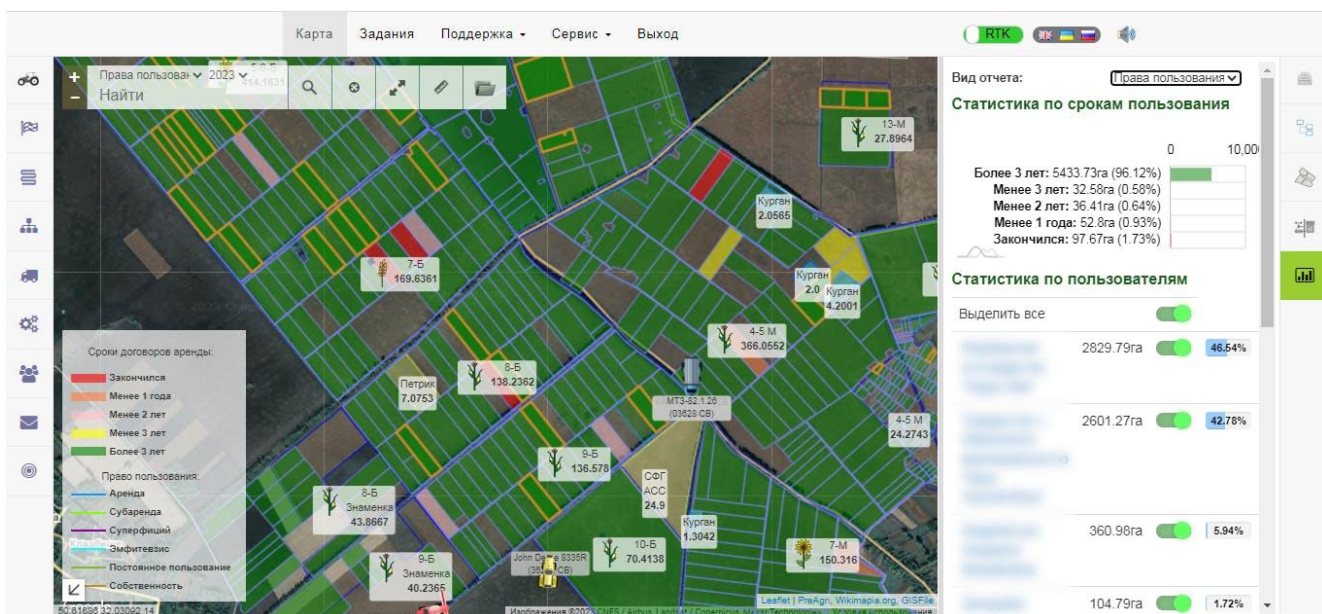 Карта Задания Поддержка Сервис Выход RTK
Права пользован 2023
Найти
414.1631
13-М
27.8964
Курган
2.0565
7-Б
169.6361
Курган
2.0
Курган
4.2001
4-5 М
366.0552
8-Б
138.2362
Петрик
7.0753
МТЗ-82.1.26
(03628 СВ)
4-5 М
24.2743
9-Б
136.578
СФГ
АСС
24.9
8-Б
Знаменка
43.8667
Курган
1.3042
10-Б
70.4138
7-М
150.316
9-Б
Знаменка
40.2365
Сроки договоров аренды:
Закончился
Менее 1 года
Менее 2 лет
Менее 3 лет
Более 3 лет
Право пользования:
Аренда
Субаренда
Суперфиций
Эмфитевзис
Постоянное пользование
Собственность
Leaflet | PreAgri, Wikimapia.org, GISFile
Вид отчета: Права пользования
Статистика по срокам пользования
0 10,00
Более 3 лет: 5433.73га (96.12%)
Менее 3 лет: 32.58га (0.58%)
Менее 2 лет: 36.41га (0.64%)
Менее 1 года: 52.8га (0.93%)
Закончился: 97.67га (1.73%)
Статистика по пользователям
Выделить все
2829.79га 46.54%
2601.27га 42.78%
360.98га 5.94%
104.79га 1.72%